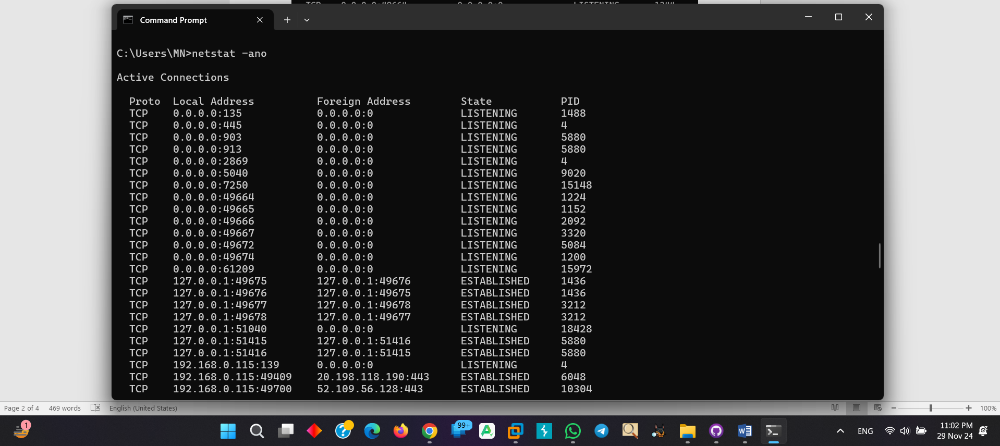 Command Prompt
C:\Users\MN>netstat -ano
Active Connections
Proto  Local Address          Foreign Address        State           PID
TCP    0.0.0.0:135            0.0.0.0:0              LISTENING       1488
TCP    0.0.0.0:445            0.0.0.0:0              LISTENING       4
TCP    0.0.0.0:903            0.0.0.0:0              LISTENING       5880
TCP    0.0.0.0:913            0.0.0.0:0              LISTENING       5880
TCP    0.0.0.0:2869           0.0.0.0:0              LISTENING       4
TCP    0.0.0.0:5040           0.0.0.0:0              LISTENING       9020
TCP    0.0.0.0:7250           0.0.0.0:0              LISTENING       15148
TCP    0.0.0.0:49664          0.0.0.0:0              LISTENING       1224
TCP    0.0.0.0:49665          0.0.0.0:0              LISTENING       1152
TCP    0.0.0.0:49666          0.0.0.0:0              LISTENING       2092
TCP    0.0.0.0:49667          0.0.0.0:0              LISTENING       3320
TCP    0.0.0.0:49672          0.0.0.0:0              LISTENING       5084
TCP    0.0.0.0:49674          0.0.0.0:0              LISTENING       1200
TCP    0.0.0.0:61209          0.0.0.0:0              LISTENING       15972
TCP    127.0.0.1:49675        127.0.0.1:49676        ESTABLISHED     1436
TCP    127.0.0.1:49676        127.0.0.1:49675        ESTABLISHED     1436
TCP    127.0.0.1:49677        127.0.0.1:49678        ESTABLISHED     3212
TCP    127.0.0.1:49678        127.0.0.1:49677        ESTABLISHED     3212
TCP    127.0.0.1:51040        0.0.0.0:0              LISTENING       18428
TCP    127.0.0.1:51415        127.0.0.1:51416        ESTABLISHED     5880
TCP    127.0.0.1:51416        127.0.0.1:51415        ESTABLISHED     5880
TCP    192.168.0.115:139      0.0.0.0:0              LISTENING       4
TCP    192.168.0.115:49409    20.198.118.190:443     ESTABLISHED     6048
TCP    192.168.0.115:49700    52.109.56.128:443      ESTABLISHED     10304
Page 2 of 4   469 words   English (United States)   100%
1   99+   ENG   11:02 PM
29 Nov 24